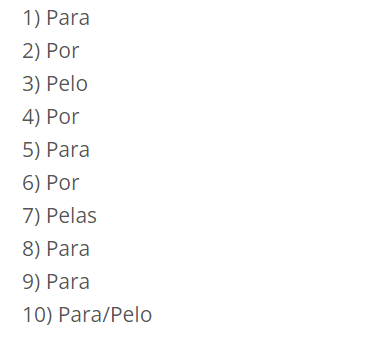 1) Para
2) Por
3) Pelo
4) Por
5) Para
6) Por
7) Pelas
8) Para
9) Para
10) Para/Pelo